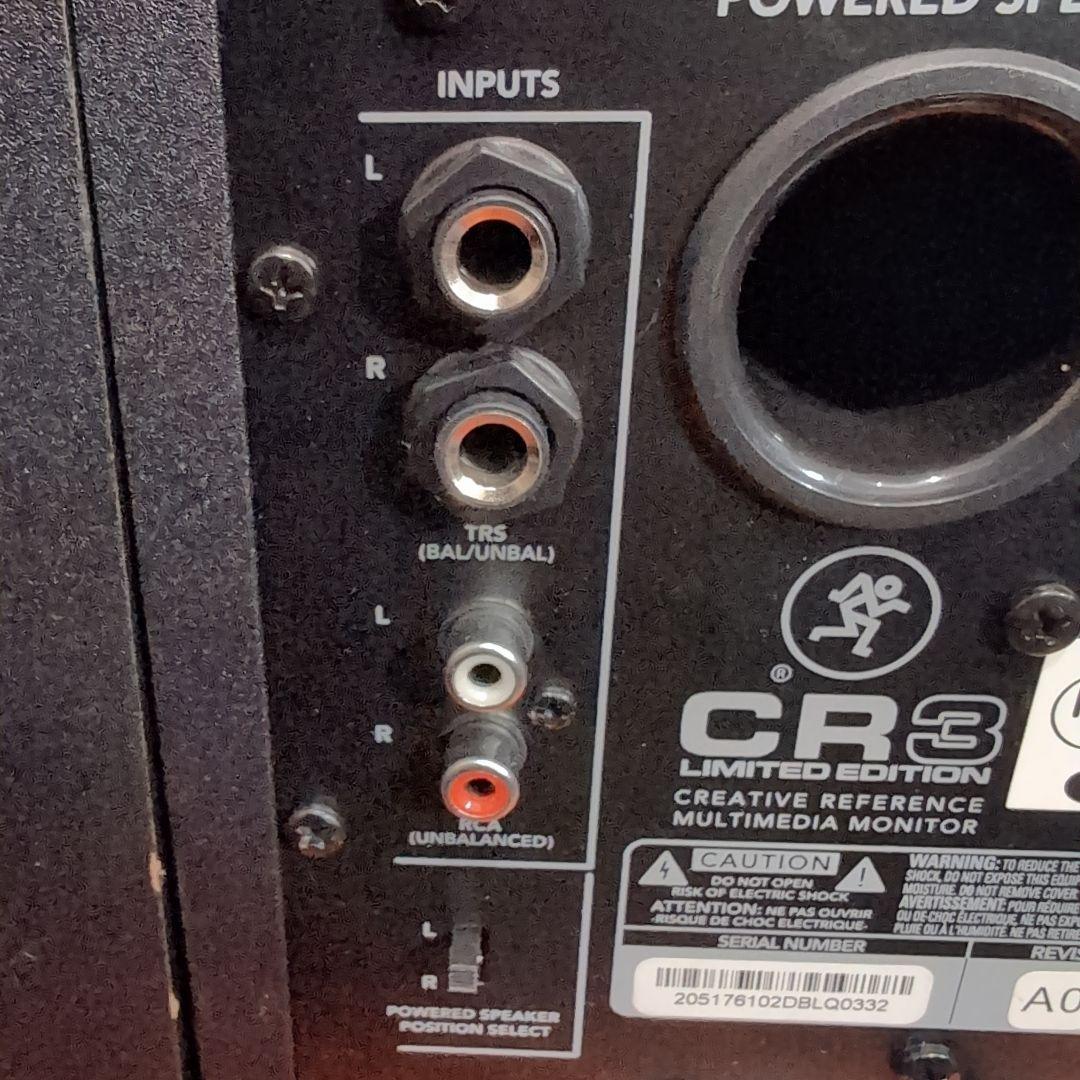 POWERED SPE
INPUTS
L
R
TRS
(BAL/UNBAL)
L
R
RCA
(UNBALANCED)
L
R
POWERED SPEAKER
POSITION SELECT
®
CR3
LIMITED EDITION
CREATIVE REFERENCE
MULTIMEDIA MONITOR
CAUTION
DO NOT OPEN
RISK OF ELECTRIC SHOCK
ATTENTION: NE PAS OUVRIR
-RISQUE DE CHOC ELECTRIQUE-
WARNING: TO REDUCE THE
SHOCK, DO NOT EXPOSE THIS EQUI
MOISTURE. DO NOT REMOVE COVER
AVERTISSEMENT: POUR RÉDUIRE
OU DE CHOC ÉLECTRIQUE, NE PAS EXP
PLUIE OU À L'HUMIDITÉ. NE PAS RETIRE
SERIAL NUMBER
205176102DBLQ0332
REVIS
A0